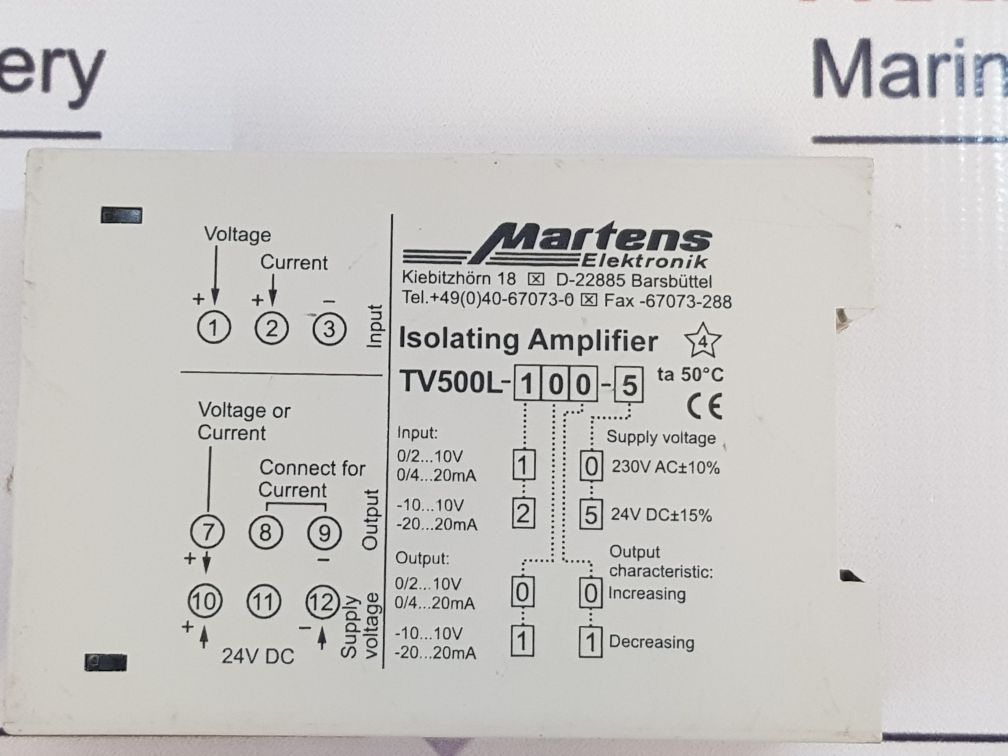 ery
Marin
Voltage
Current
+ + –
1 2 3
Input
Voltage or
Current
Connect for
Current
7 8 9
Output
+ –
10 11 12
+ –
24V DC
Supply
voltage
Martens
Elektronik
Kiebitzhörn 18 ☒ D-22885 Barsbüttel
Tel.+49(0)40-67073-0 ☒ Fax -67073-288
Isolating Amplifier 4
TV500L-100-5 ta 50°C
CE
Input:
0/2...10V
0/4...20mA
1
-10...10V
-20...20mA
2
Supply voltage
0 230V AC±10%
5 24V DC±15%
Output:
0/2...10V
0/4...20mA
0
-10...10V
-20...20mA
1
Output
characteristic:
0 Increasing
1 Decreasing